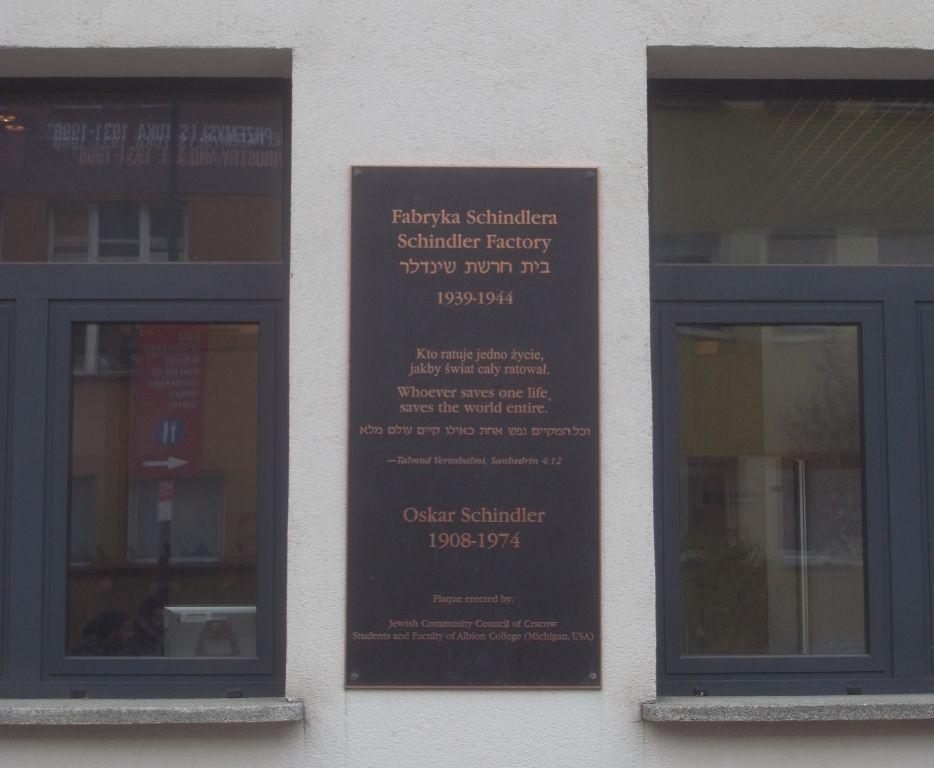 Fabryka Schindlera
Schindler Factory
בית חרשת שינדלר
1939-1944
Kto ratuje jedno życie,
jakby świat cały ratował.
Whoever saves one life,
saves the world entire.
וכל המקיים נפש אחת כאילו קיים עולם מלא
—Talmud Yerushalmi, Sanhedrin 4:12
Oskar Schindler
1908-1974
Plaque erected by:
Jewish Community Council of Cracow
Students and Faculty of Albion College (Michigan, USA)